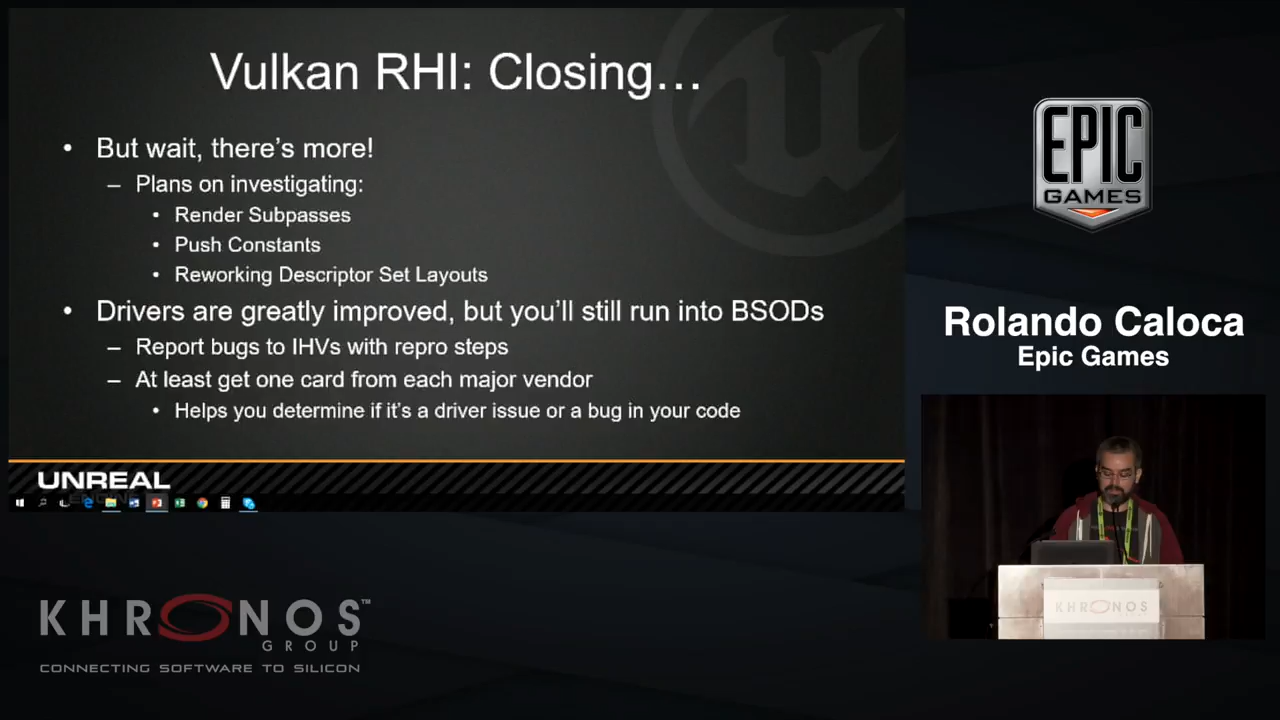 Vulkan RHI: Closing…
• But wait, there's more!
– Plans on investigating:
• Render Subpasses
• Push Constants
• Reworking Descriptor Set Layouts
• Drivers are greatly improved, but you'll still run into BSODs
– Report bugs to IHVs with repro steps
– At least get one card from each major vendor
• Helps you determine if it's a driver issue or a bug in your code
UNREAL
EPIC
GAMES
Rolando Caloca
Epic Games
KHRONOS
KHRONOS™
GROUP
CONNECTING SOFTWARE TO SILICON